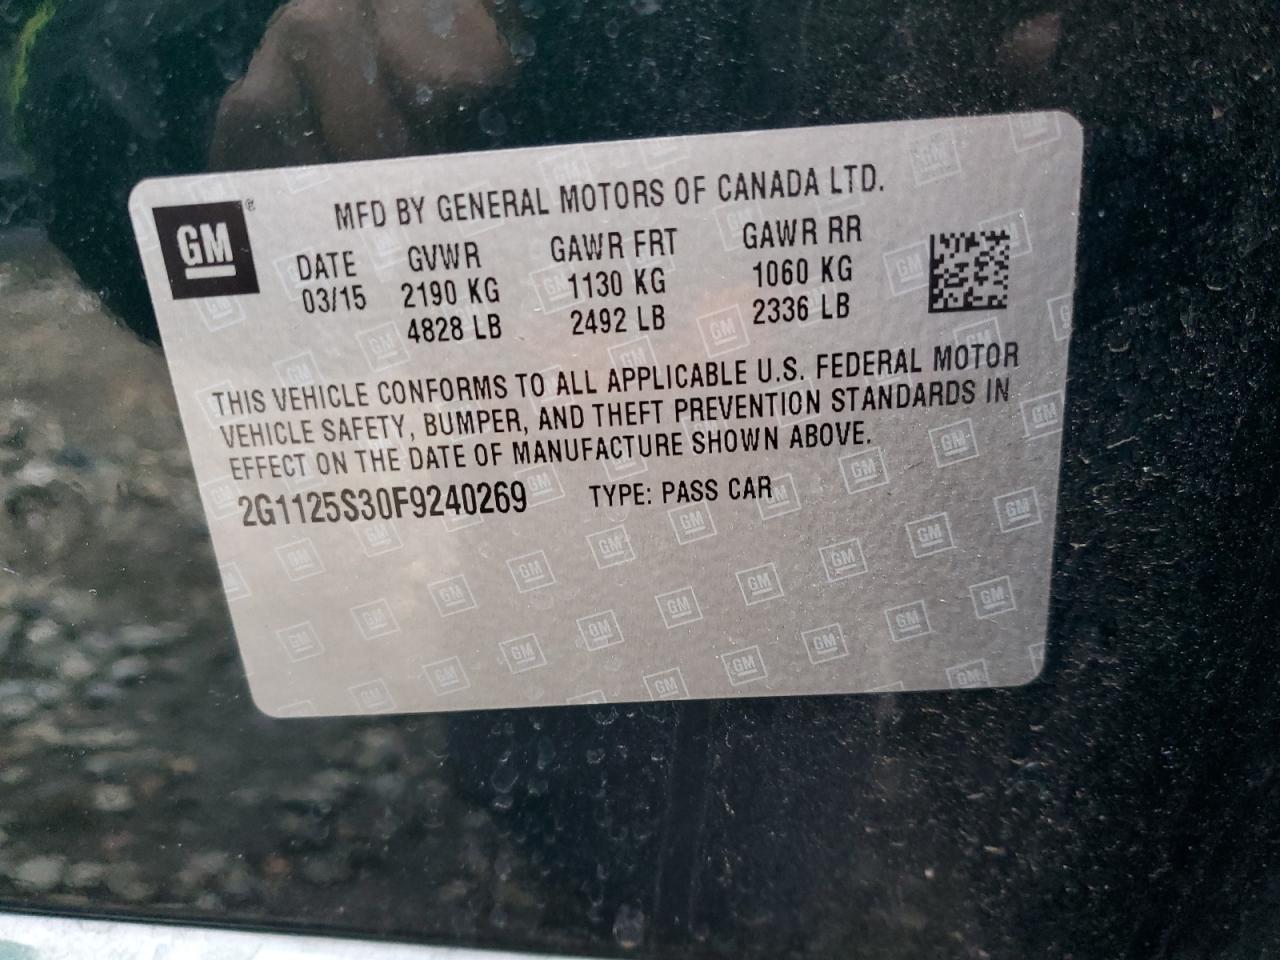 GM®
MFD BY GENERAL MOTORS OF CANADA LTD.
DATE GVWR GAWR FRT GAWR RR
03/15 2190 KG 1130 KG 1060 KG
4828 LB 2492 LB 2336 LB
THIS VEHICLE CONFORMS TO ALL APPLICABLE U.S. FEDERAL MOTOR
VEHICLE SAFETY, BUMPER, AND THEFT PREVENTION STANDARDS IN
EFFECT ON THE DATE OF MANUFACTURE SHOWN ABOVE.
2G1125S30F9240269 TYPE: PASS CAR